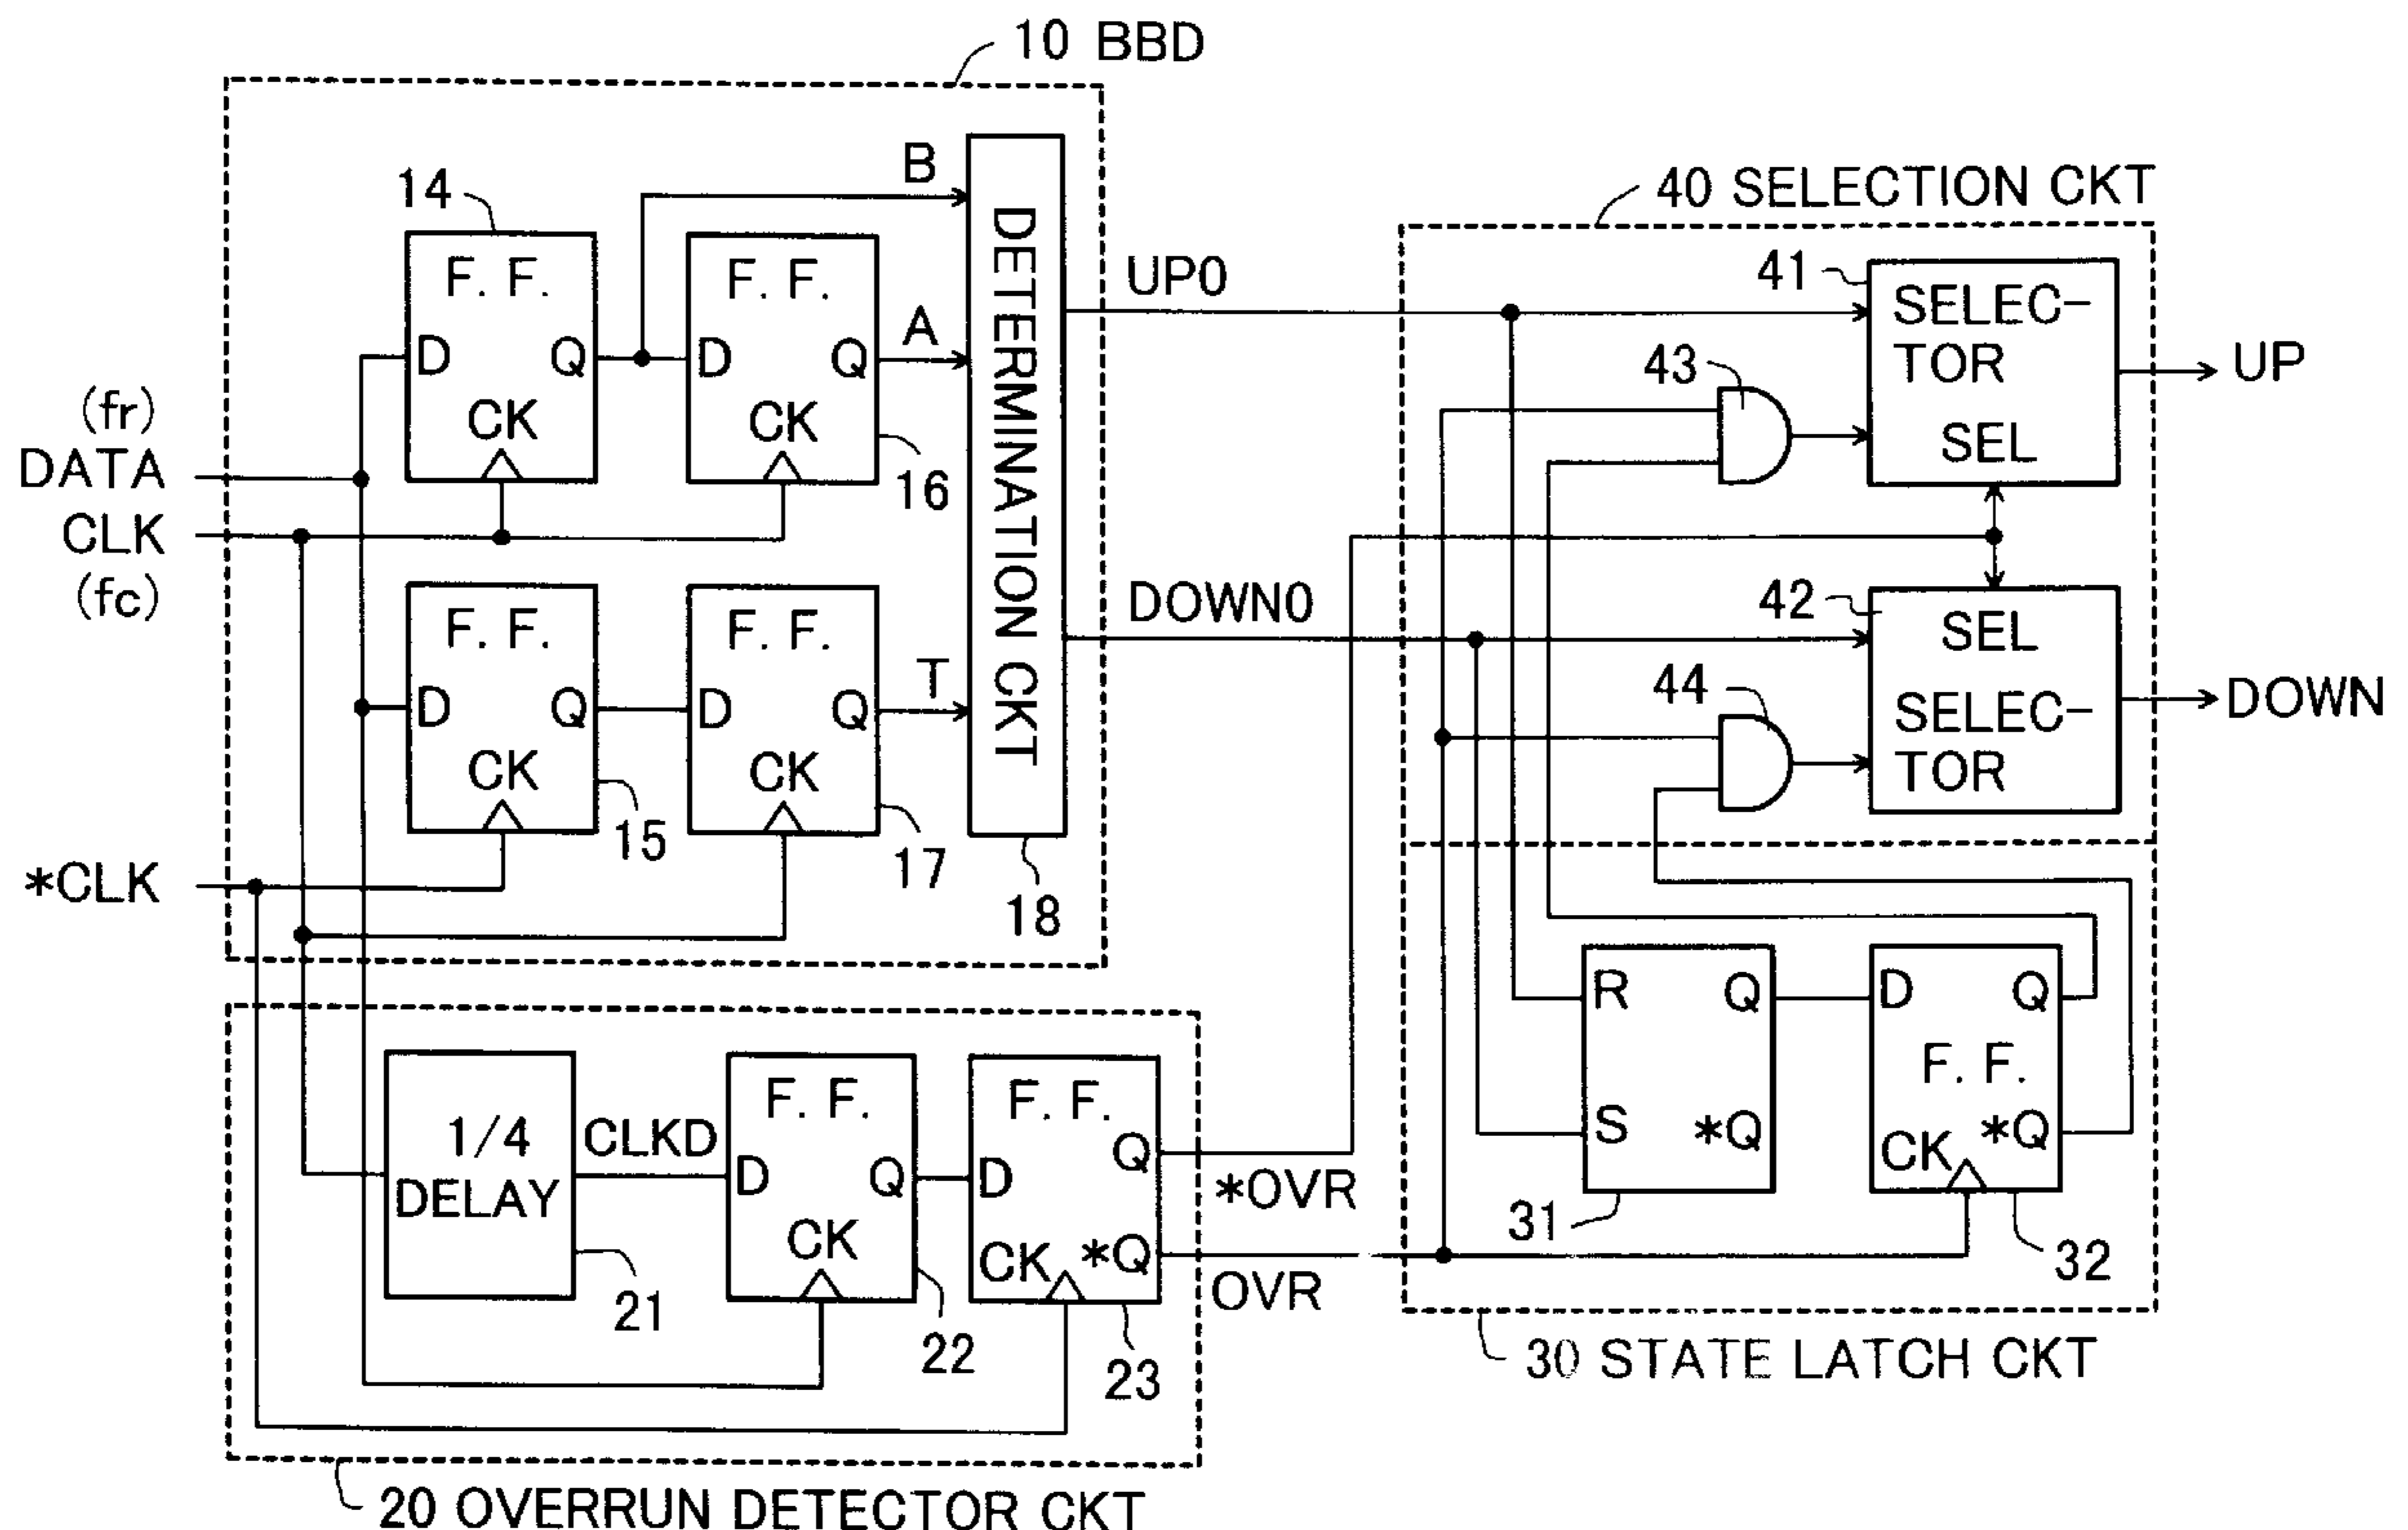 10 BBD
14
F. F.
D
Q
CK
B
F. F.
D
Q
CK
16
A
DETERMINATION CKT
18
(fr)
DATA
CLK
(fc)
*CLK
F. F.
D
Q
CK
15
F. F.
D
Q
CK
17
T
UP0
DOWN0
40 SELECTION CKT
41
SELEC-
TOR
SEL
43
UP
42
SEL
SELEC-
TOR
44
DOWN
1/4
DELAY
21
CLKD
F. F.
D
Q
CK
22
F. F.
D
Q
CK
*Q
23
*OVR
OVR
20 OVERRUN DETECTOR CKT
R
Q
S
*Q
31
D
Q
F. F.
*Q
CK
32
30 STATE LATCH CKT